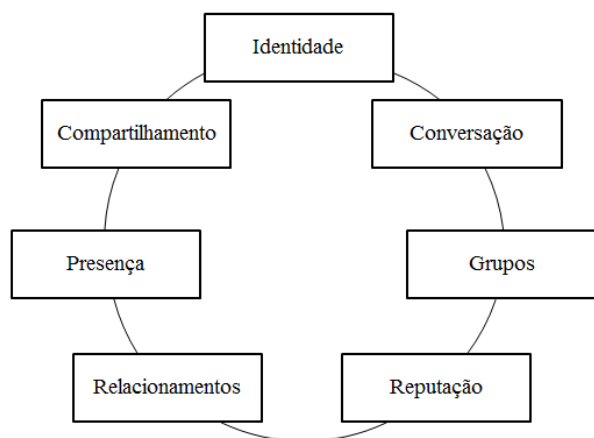 Identidade
Compartilhamento
Conversação
Presença
Grupos
Relacionamentos
Reputação